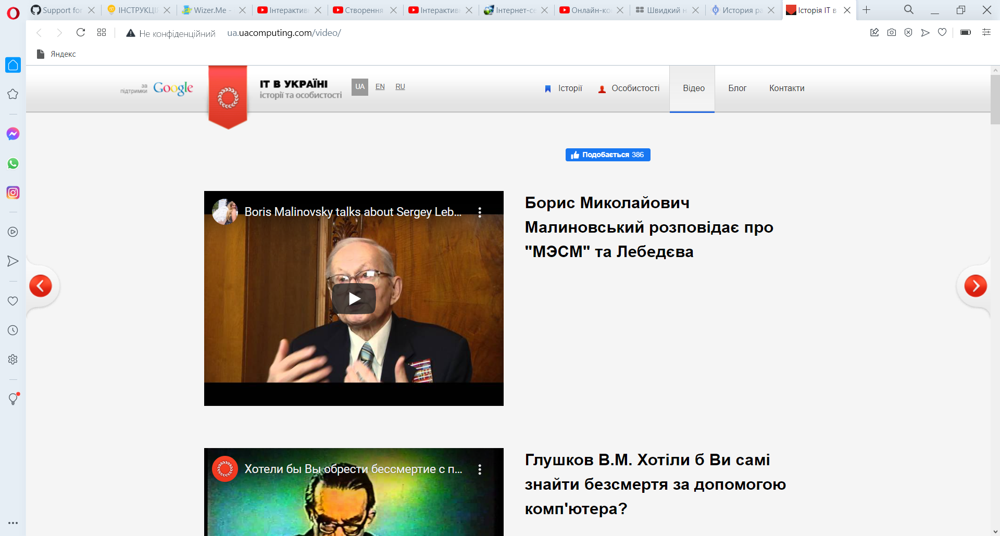 Support for
ІНСТРУКЦІ
Wizer.Me -
Інтерактив
Створення
Інтерактив
Інтернет-се
Онлайн-ко
Швидкий н
История ра
Історія ІТ в
Не конфіденційний
ua.uacomputing.com/video/
Яндекс
за
підтримки
Google
ІТ В УКРАЇНІ
історії та особистості
UA
EN
RU
Історії
Особистості
Відео
Блог
Контакти
Подобається 386
Boris Malinovsky talks about Sergey Leb...
Борис Миколайович
Малиновський розповідає про
"МЭСМ" та Лебедєва
Хотели бы Вы обрести бессмертие с п...
Глушков В.М. Хотіли б Ви самі
знайти безсмертя за допомогою
комп'ютера?